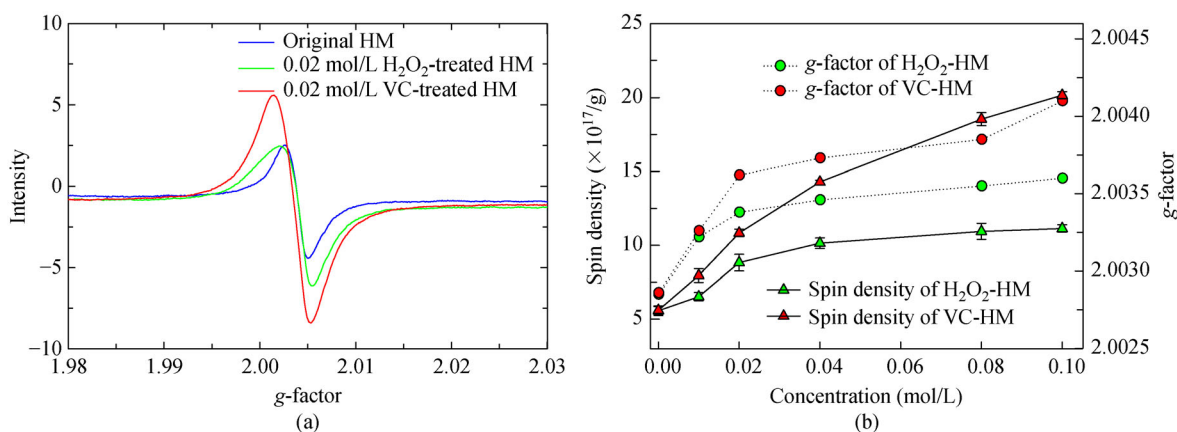 10
5
0
−5
−10
Intensity
Original HM
0.02 mol/L H₂O₂-treated HM
0.02 mol/L VC-treated HM
1.98
1.99
2.00
2.01
2.02
2.03
g-factor
(a)
25
20
15
10
5
Spin density (×10¹⁷/g)
g-factor of H₂O₂-HM
g-factor of VC-HM
Spin density of H₂O₂-HM
Spin density of VC-HM
2.0045
2.0040
2.0035
2.0030
2.0025
g-factor
0.00
0.02
0.04
0.06
0.08
0.10
Concentration (mol/L)
(b)